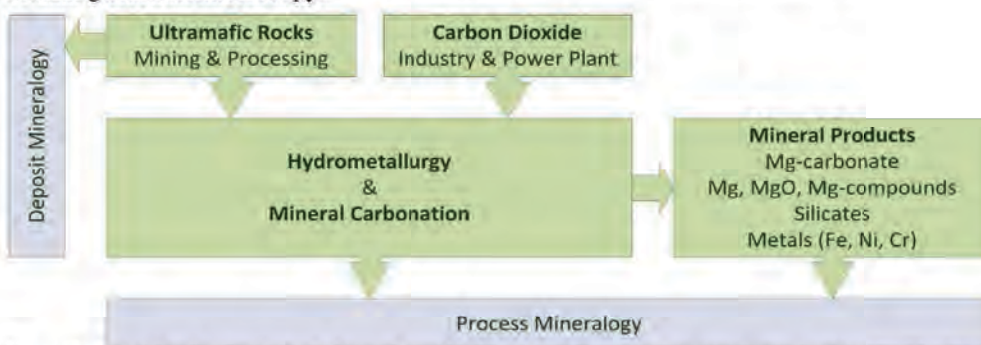 Ultramafic Rocks
Mining & Processing
Carbon Dioxide
Industry & Power Plant
Deposit Mineralogy
Hydrometallurgy
&
Mineral Carbonation
Mineral Products
Mg-carbonate
Mg, MgO, Mg-compounds
Silicates
Metals (Fe, Ni, Cr)
Process Mineralogy